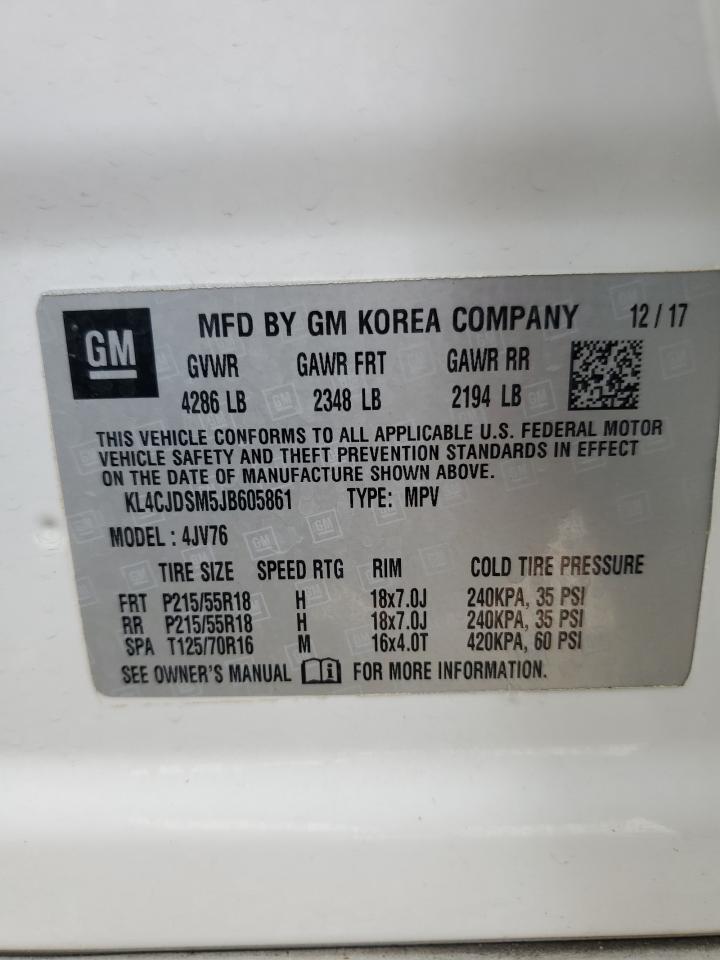 GM MFD BY GM KOREA COMPANY 12 / 17
GVWR GAWR FRT GAWR RR
4286 LB 2348 LB 2194 LB
THIS VEHICLE CONFORMS TO ALL APPLICABLE U.S. FEDERAL MOTOR
VEHICLE SAFETY AND THEFT PREVENTION STANDARDS IN EFFECT
ON THE DATE OF MANUFACTURE SHOWN ABOVE.
KL4CJDSM5JB605861 TYPE: MPV
MODEL : 4JV76
TIRE SIZE SPEED RTG RIM COLD TIRE PRESSURE
FRT P215/55R18 H 18x7.0J 240KPA, 35 PSI
RR P215/55R18 H 18x7.0J 240KPA, 35 PSI
SPA T125/70R16 M 16x4.0T 420KPA, 60 PSI
SEE OWNER'S MANUAL i FOR MORE INFORMATION.